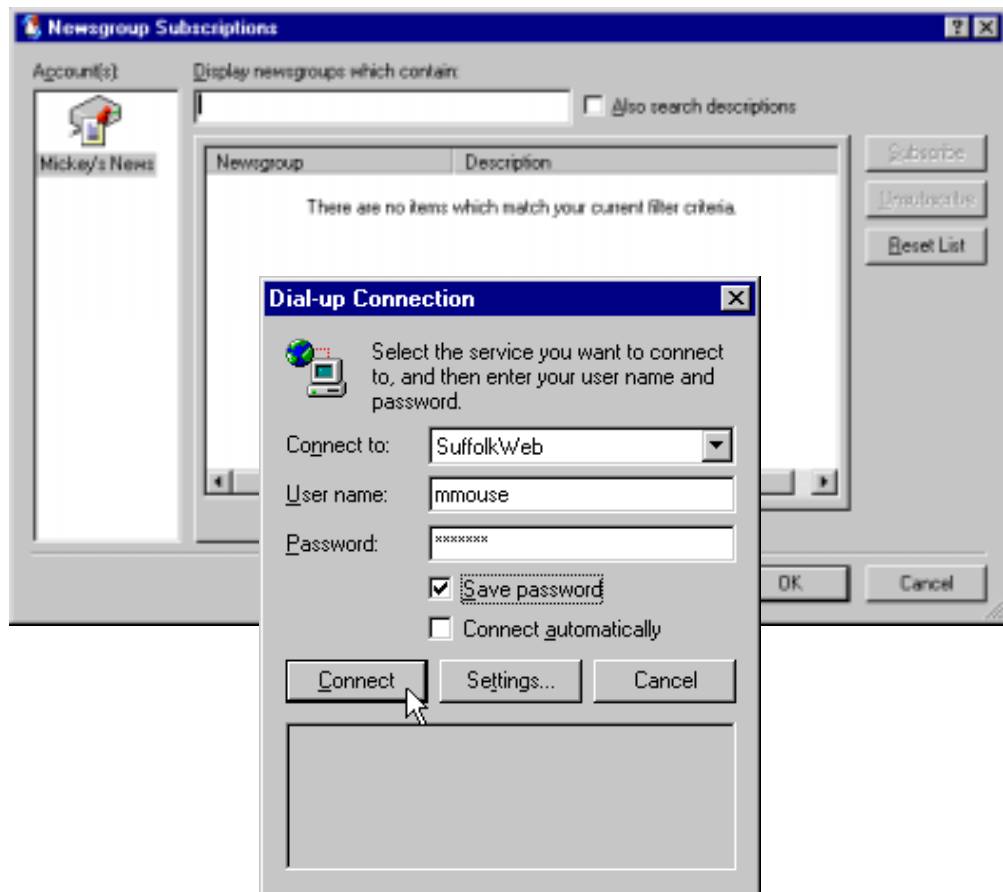 Newsgroup Subscriptions
Account(s):
Display newsgroups which contain:
Also search descriptions
Mickey's News
Newsgroup
Description
There are no items which match your current filter criteria.
Subscribe
Unsubscribe
Reset List
OK
Cancel
Dial-up Connection
Select the service you want to connect
to, and then enter your user name and
password.
Connect to:
SuffolkWeb
User name:
mmouse
Password:
*******
Save password
Connect automatically
Connect
Settings...
Cancel